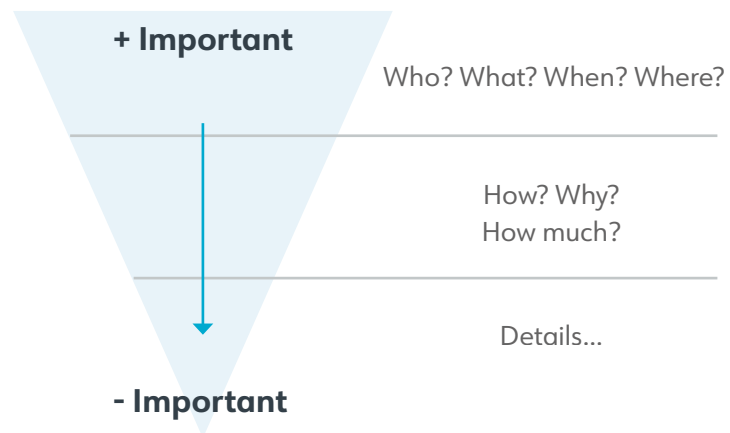 + Important
Who? What? When? Where?
How? Why?
How much?
Details...
- Important